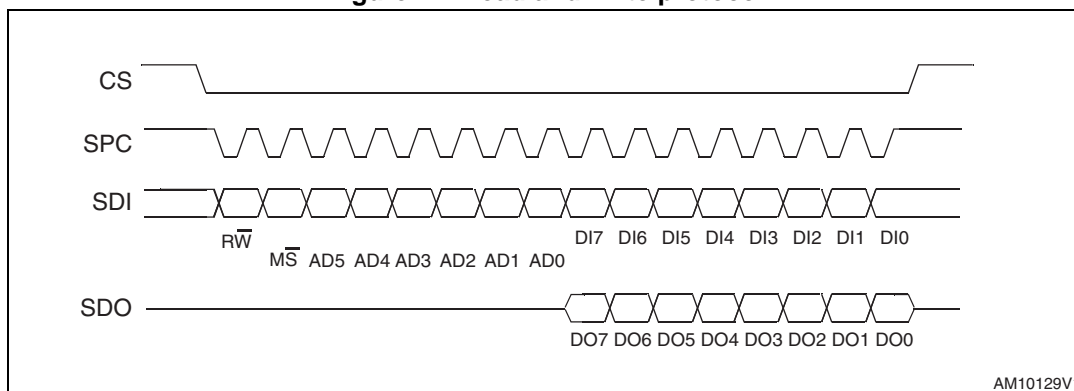 CS
SPC
SDI
RW̅
DI7 DI6 DI5 DI4 DI3 DI2 DI1 DI0
MS̅ AD5 AD4 AD3 AD2 AD1 AD0
SDO
DO7 DO6 DO5 DO4 DO3 DO2 DO1 DO0
AM10129V